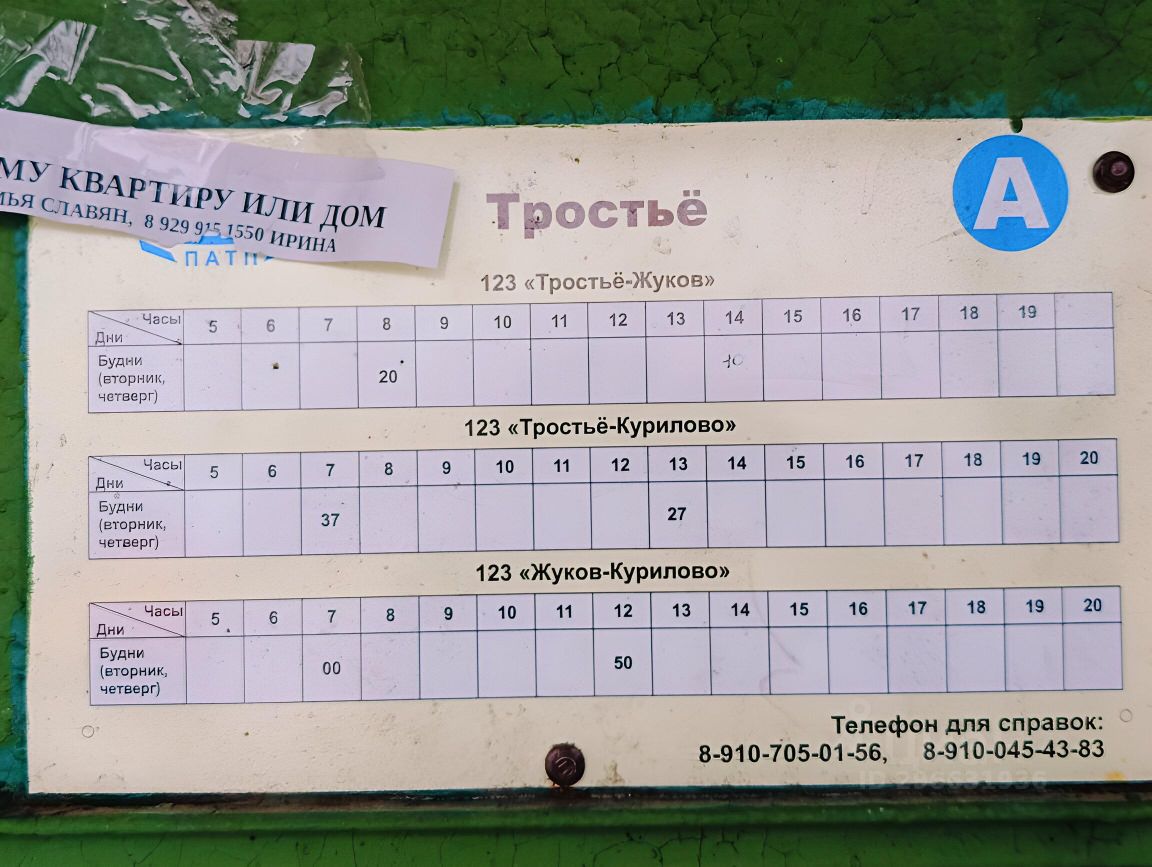 МУ КВАРТИРУ ИЛИ ДОМ
МЬЯ СЛАВЯН, 8 929 915 1550 ИРИНА
ПАТП
А
Тростьё
123 «Тростьё-Жуков»
Часы 5 6 7 8 9 10 11 12 13 14 15 16 17 18 19
Дни
Будни (вторник, четверг) 20 10
123 «Тростьё-Курилово»
Часы 5 6 7 8 9 10 11 12 13 14 15 16 17 18 19 20
Дни
Будни (вторник, четверг) 37 27
123 «Жуков-Курилово»
Часы 5 6 7 8 9 10 11 12 13 14 15 16 17 18 19 20
Дни
Будни (вторник, четверг) 00 50
Телефон для справок:
8-910-705-01-56, 8-910-045-43-83